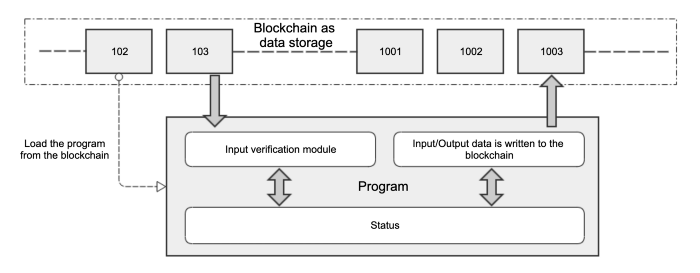 Blockchain as
data storage
102
103
1001
1002
1003
Load the program
from the blockchain
Input verification module
Input/Output data is written to the
blockchain
Program
Status